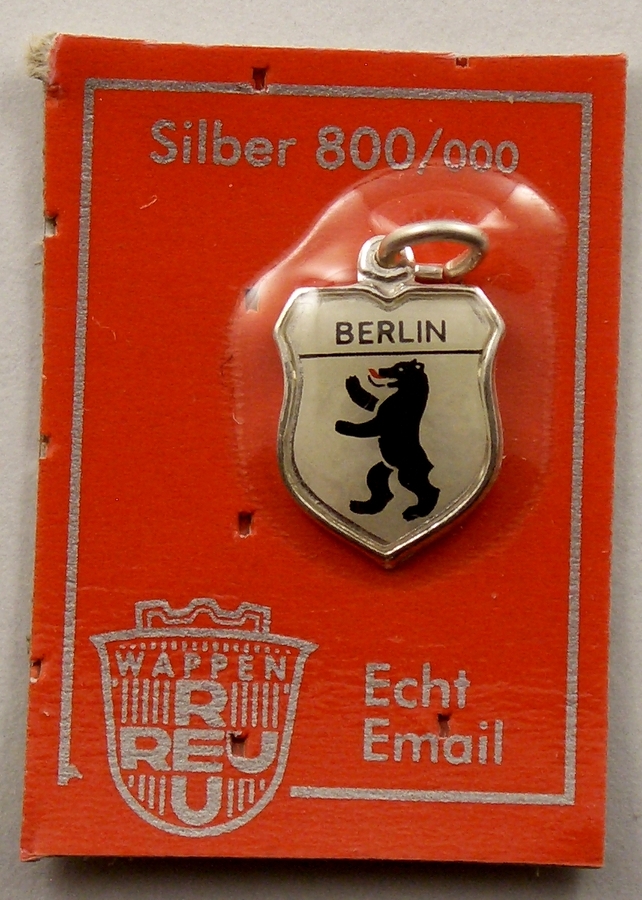 Silber 800/000
BERLIN
WAPPEN
R
REU
U
Echt
Email